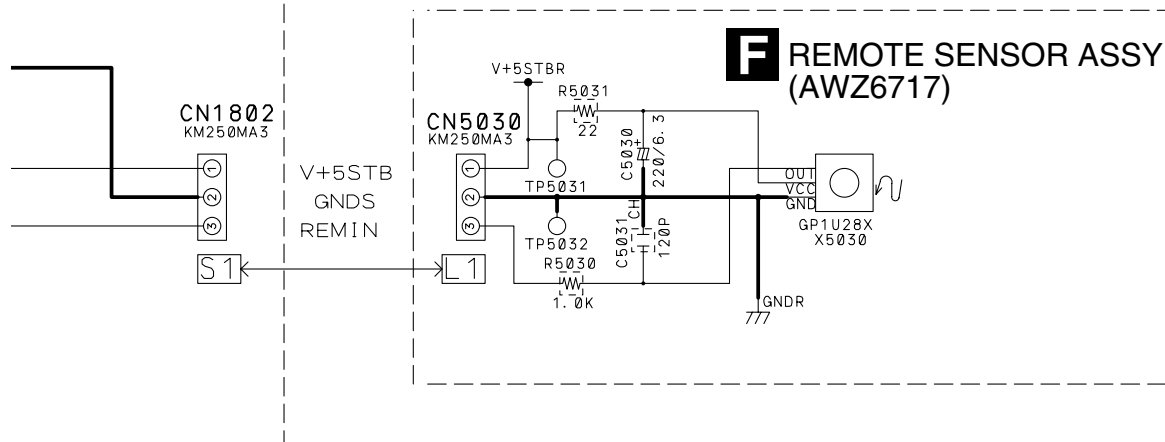 F REMOTE SENSOR ASSY
(AWZ6717)
V+5STBR
R5031
22
CN1802
KM250MA3
CN5030
KM250MA3
C5030
+
220/6.3
1
2
3
V+5STB
GNDS
REMIN
1
2
3
TP5031
TP5032
CH
C5031
120P
OUT
VCC
GND
GP1U28X
X5030
R5030
1.0K
S1
L1
GNDR